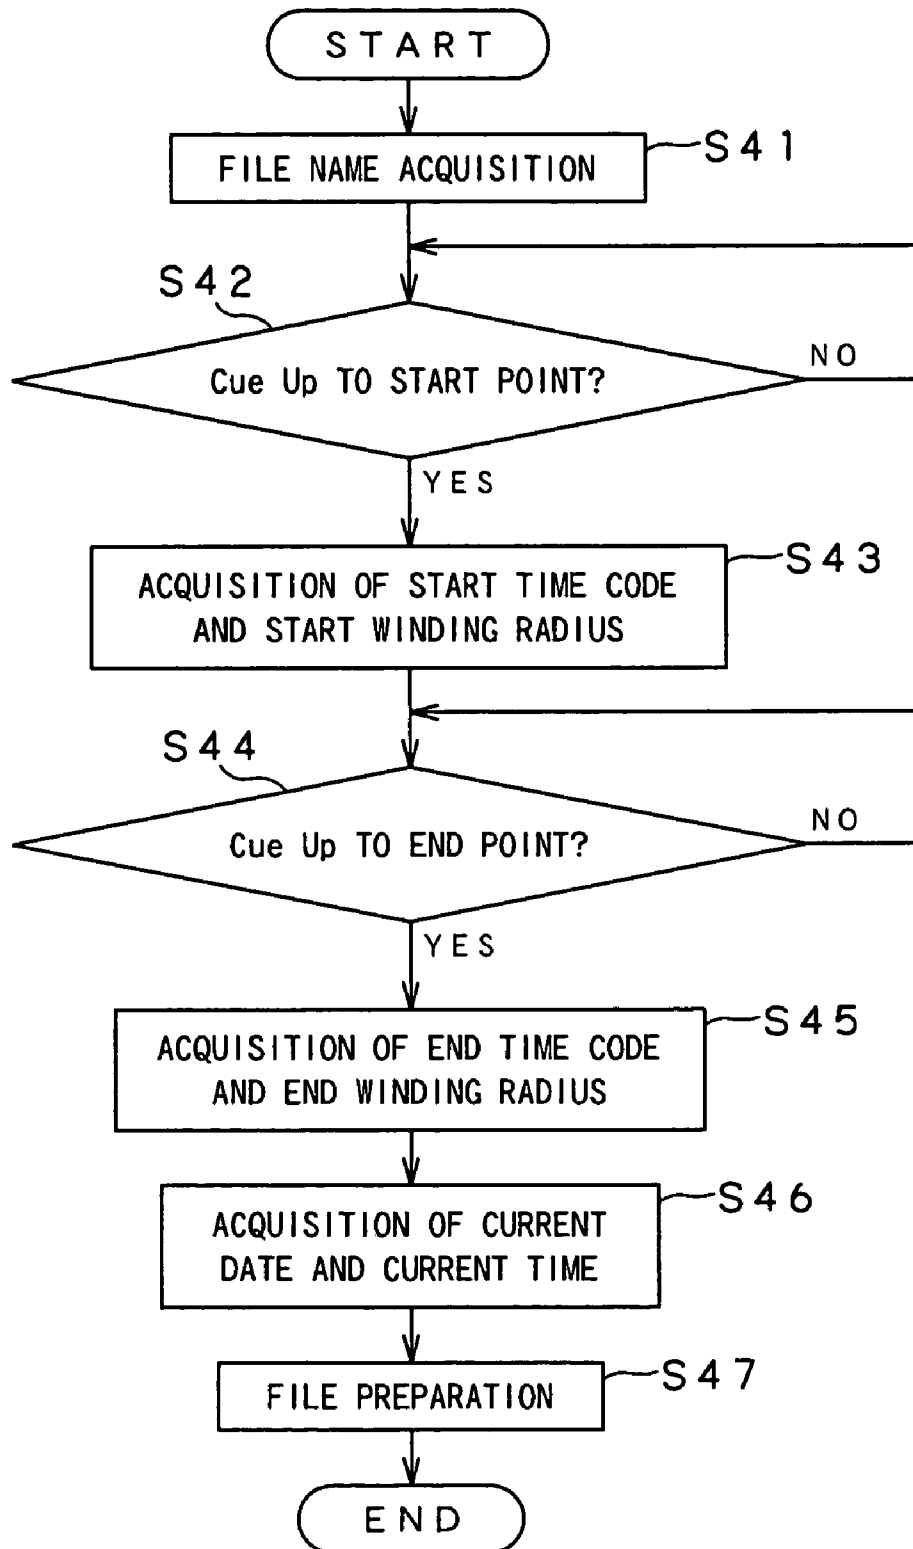 START
FILE NAME ACQUISITION
S41
S42
Cue Up TO START POINT?
NO
YES
ACQUISITION OF START TIME CODE
AND START WINDING RADIUS
S43
S44
Cue Up TO END POINT?
NO
YES
ACQUISITION OF END TIME CODE
AND END WINDING RADIUS
S45
ACQUISITION OF CURRENT
DATE AND CURRENT TIME
S46
FILE PREPARATION
S47
END